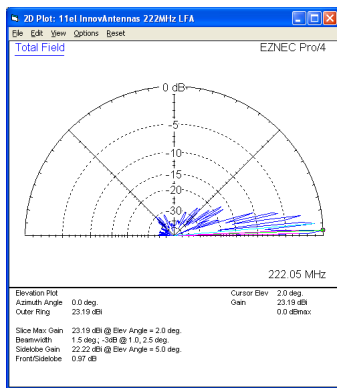 2D Plot: 11el InnovAntennas 222MHz LFA
File Edit View Options Reset
Total Field EZNEC Pro/4
0 dB
-5
-10
-15
-20
-30
222.05 MHz
Elevation Plot Cursor Elev 2.0 deg.
Azimuth Angle 0.0 deg. Gain 23.19 dBi
Outer Ring 23.19 dBi 0.0 dBmax
Slice Max Gain 23.19 dBi @ Elev Angle = 2.0 deg.
Beamwidth 1.5 deg.; -3dB @ 1.0, 2.5 deg.
Sidelobe Gain 22.22 dBi @ Elev Angle = 5.0 deg.
Front/Sidelobe 0.97 dB